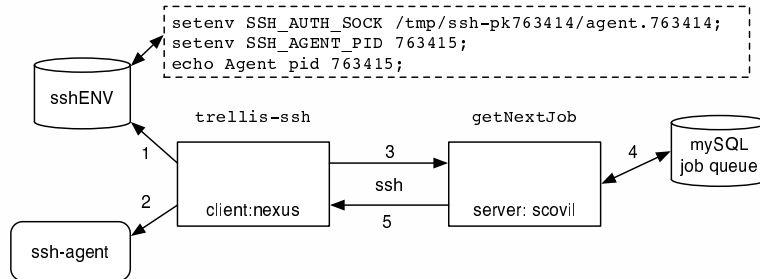 setenv SSH_AUTH_SOCK /tmp/ssh-pk763414/agent.763414;
setenv SSH_AGENT_PID 763415;
echo Agent pid 763415;
sshENV
trellis-ssh
getNextJob
1
3
4
mySQL
job queue
ssh
2
5
client:nexus
server: scovil
ssh-agent